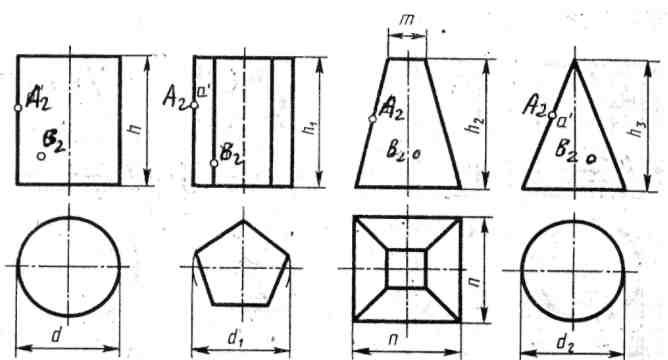 m
A₂ h A₂ a' h₁ A₂ h₂ A₂ a' h₃
B₂ B₂ B₂ B₂
n
d d₁ n d₂